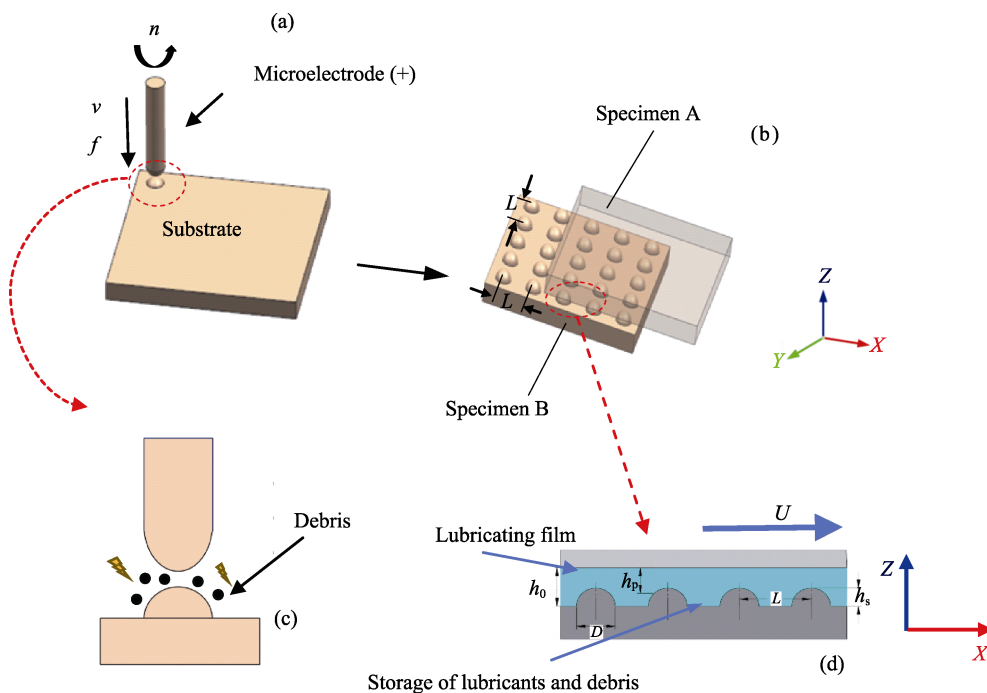 (a)
n
Microelectrode (+)
v
f
Substrate
Specimen A
(b)
L
L
Specimen B
Z
X
Y
(c)
Debris
Lubricating film
U
h0
hp
L
hs
D
Z
X
(d)
Storage of lubricants and debris